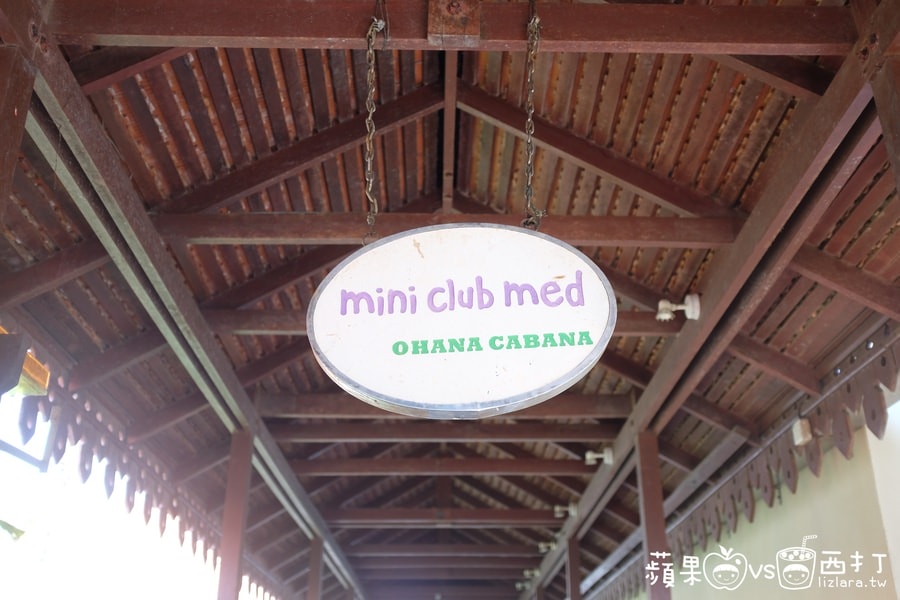 mini club med
OHANA CABANA
蘋果vs西打
lizlara.tw